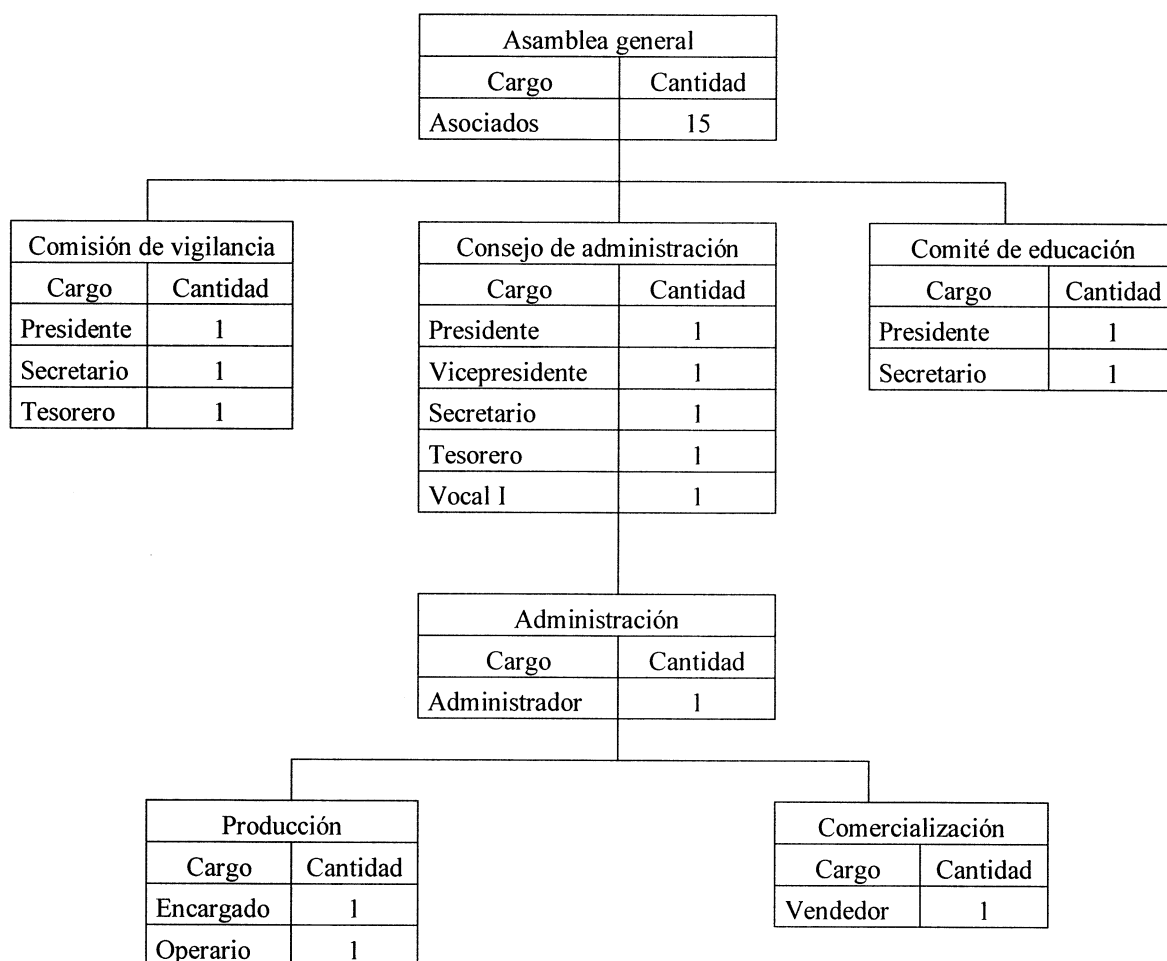 Asamblea general
Cargo Cantidad
Asociados 15
Comisión de vigilancia
Cargo Cantidad
Presidente 1
Secretario 1
Tesorero 1
Consejo de administración
Cargo Cantidad
Presidente 1
Vicepresidente 1
Secretario 1
Tesorero 1
Vocal I 1
Comité de educación
Cargo Cantidad
Presidente 1
Secretario 1
Administración
Cargo Cantidad
Administrador 1
Producción
Cargo Cantidad
Encargado 1
Operario 1
Comercialización
Cargo Cantidad
Vendedor 1